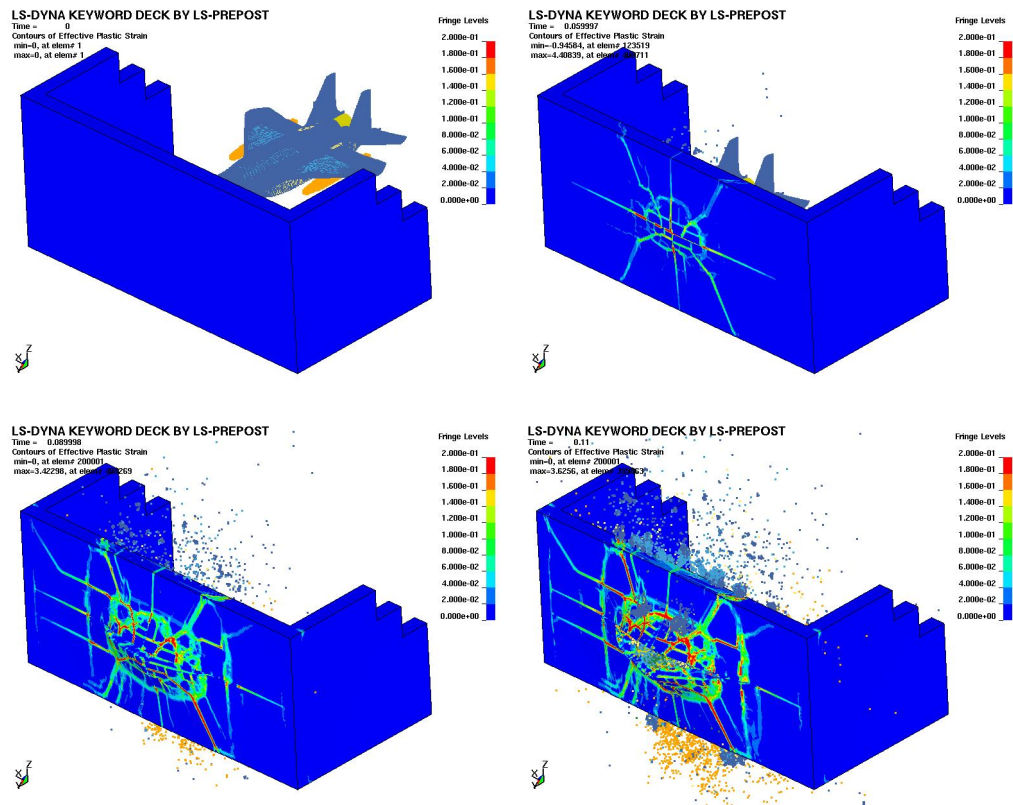 LS-DYNA KEYWORD DECK BY LS-PREPOST
Time = 0
Contours of Effective Plastic Strain
min=0, at elem# 1
max=0, at elem# 1
Fringe Levels
2.000e-01
1.800e-01
1.600e-01
1.400e-01
1.200e-01
1.000e-01
8.000e-02
6.000e-02
4.000e-02
2.000e-02
0.000e+00
Z
X
Y
LS-DYNA KEYWORD DECK BY LS-PREPOST
Time = 0.059997
Contours of Effective Plastic Strain
min=-0.94584, at elem# 123519
max=4.40839, at
Fringe Levels
2.000e-01
1.800e-01
1.600e-01
1.400e-01
1.200e-01
1.000e-01
8.000e-02
6.000e-02
4.000e-02
2.000e-02
0.000e+00
Z
X
Y
LS-DYNA KEYWORD DECK BY LS-PREPOST
Time = 0.089998
Contours of Effective Plastic Strain
min=0, at elem# 200001
max=3.42298, at
Fringe Levels
2.000e-01
1.800e-01
1.600e-01
1.400e-01
1.200e-01
1.000e-01
8.000e-02
6.000e-02
4.000e-02
2.000e-02
0.000e+00
Z
X
Y
LS-DYNA KEYWORD DECK BY LS-PREPOST
Time = 0.11
Contours of Effective Plastic Strain
min=0, at elem# 200001
max=3.6256, at
Fringe Levels
2.000e-01
1.800e-01
1.600e-01
1.400e-01
1.200e-01
1.000e-01
8.000e-02
6.000e-02
4.000e-02
2.000e-02
0.000e+00
Z
X
Y